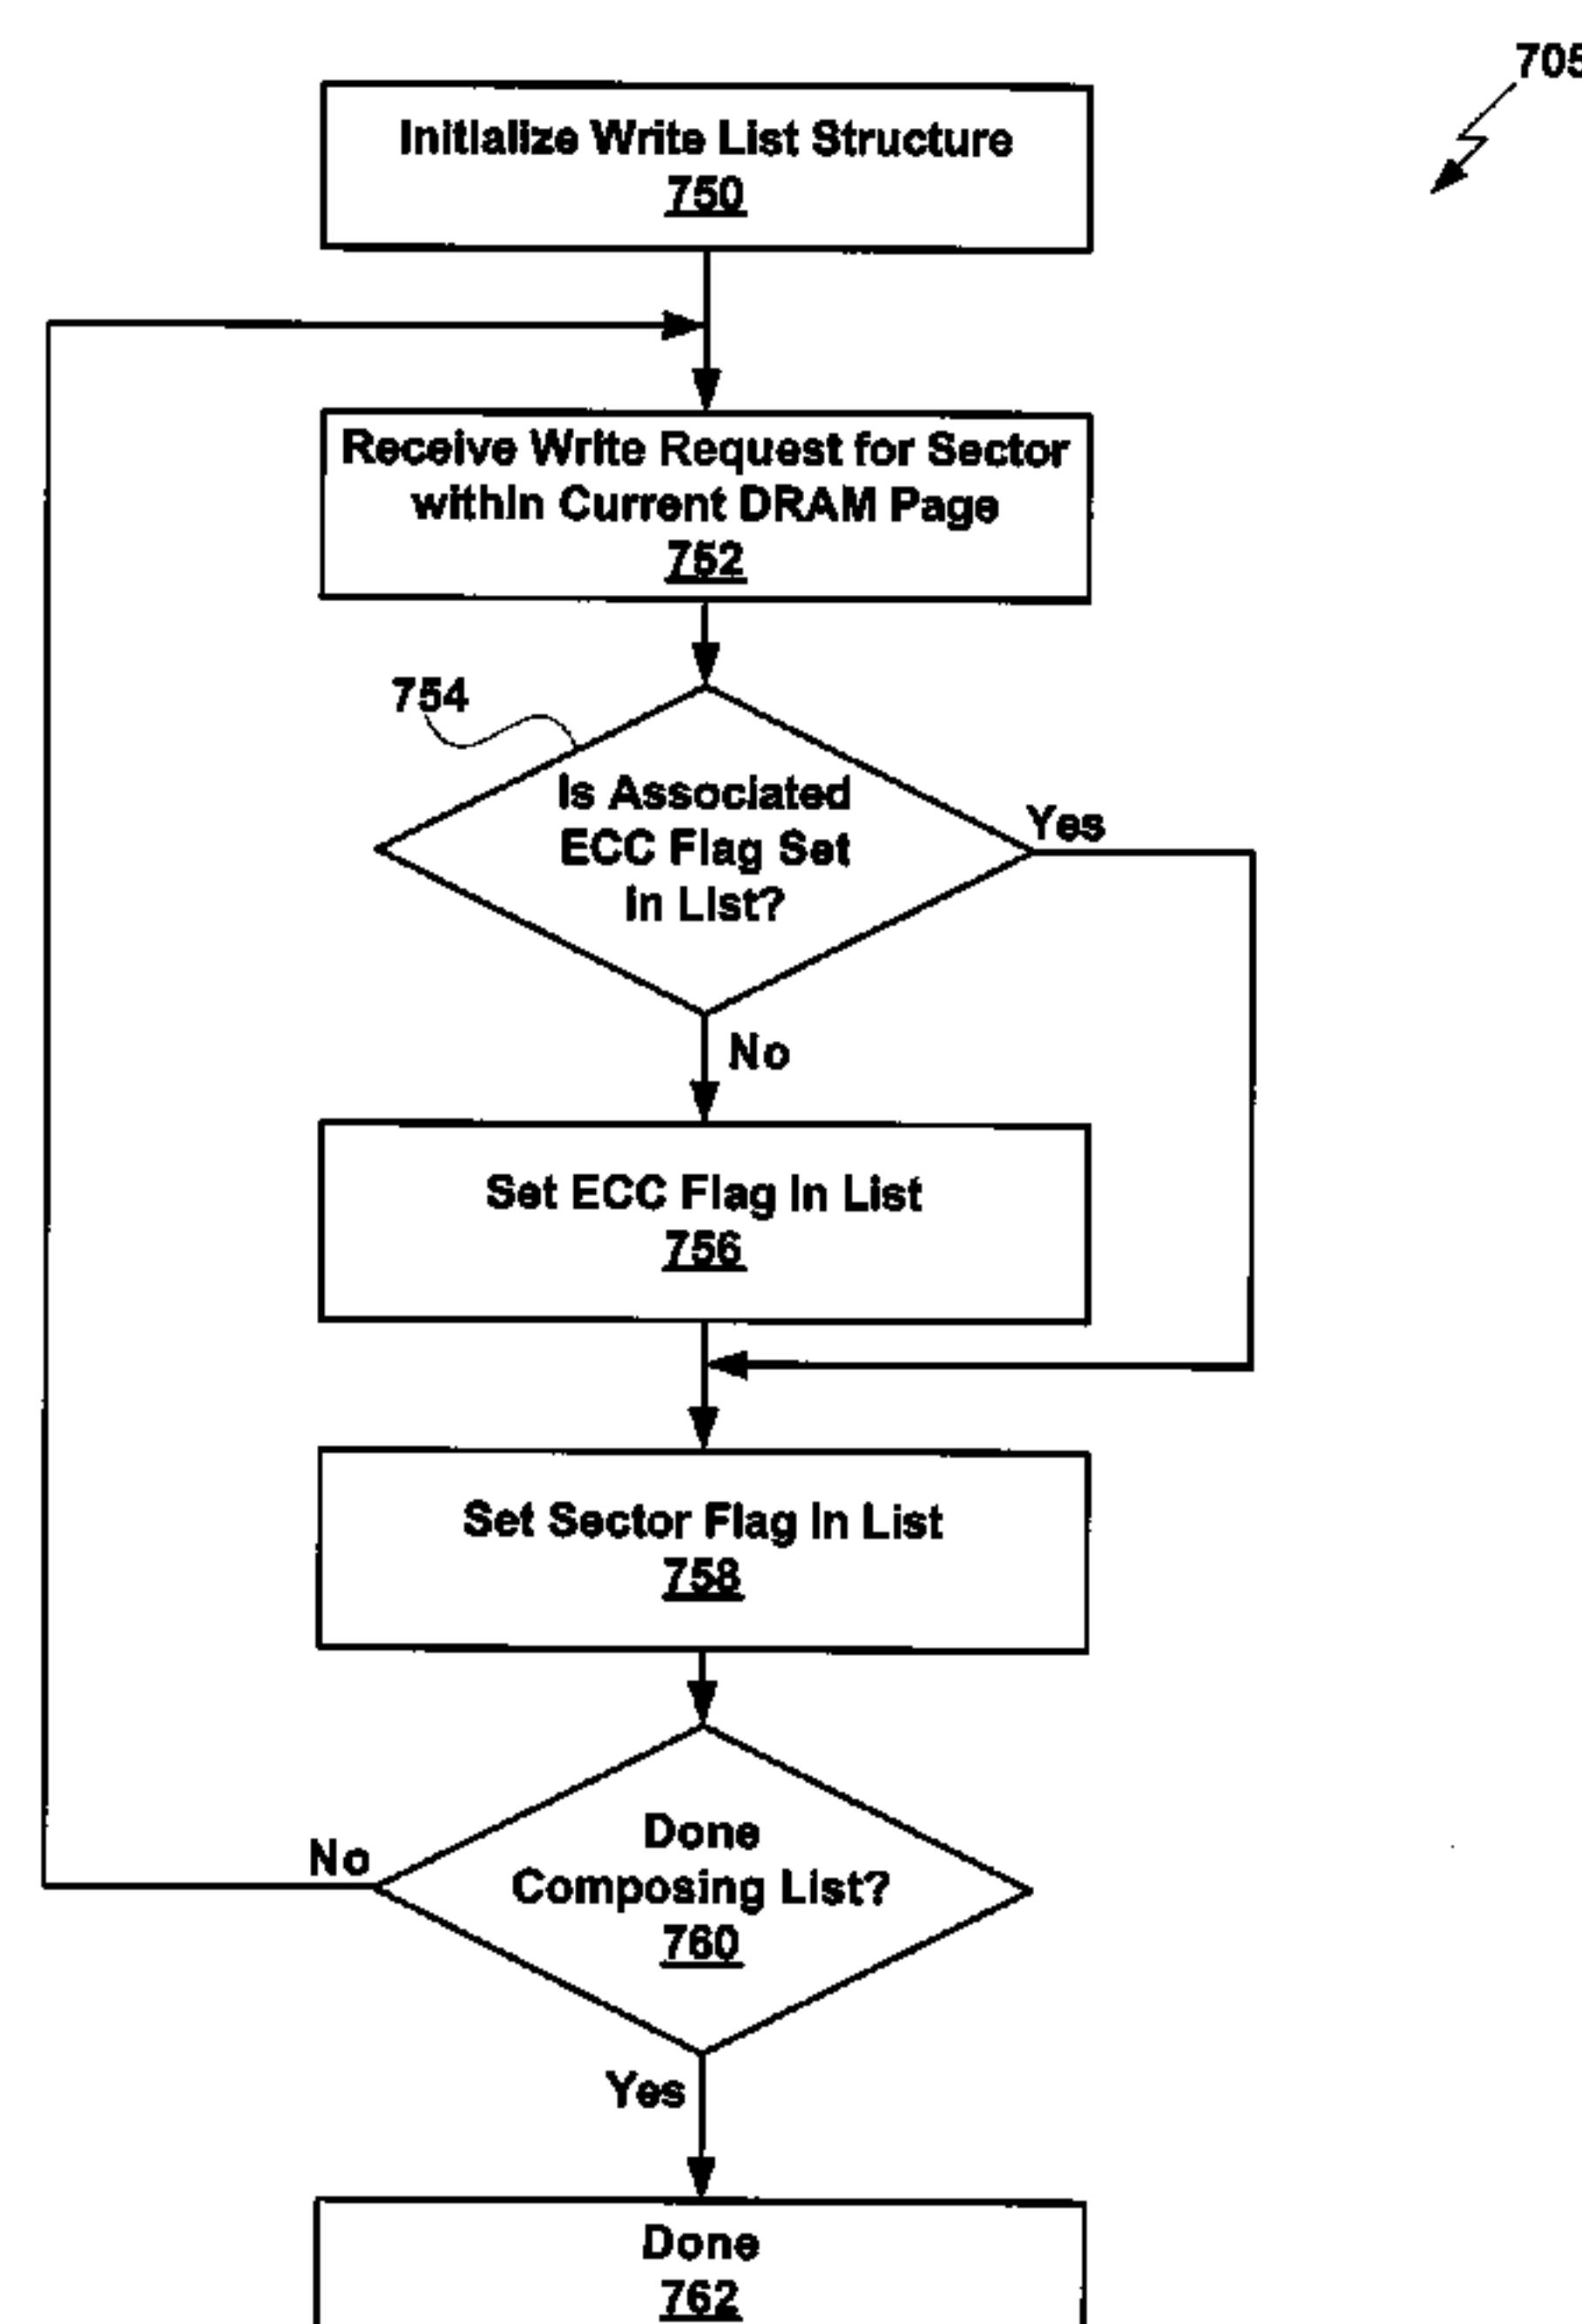 705
Initialize Write List Structure
750
Receive Write Request for Sector
within Current DRAM Page
752
754
Is Associated
ECC Flag Set
in List?
Yes
No
Set ECC Flag in List
756
Set Sector Flag in List
758
Done
Composing List?
760
No
Yes
Done
762